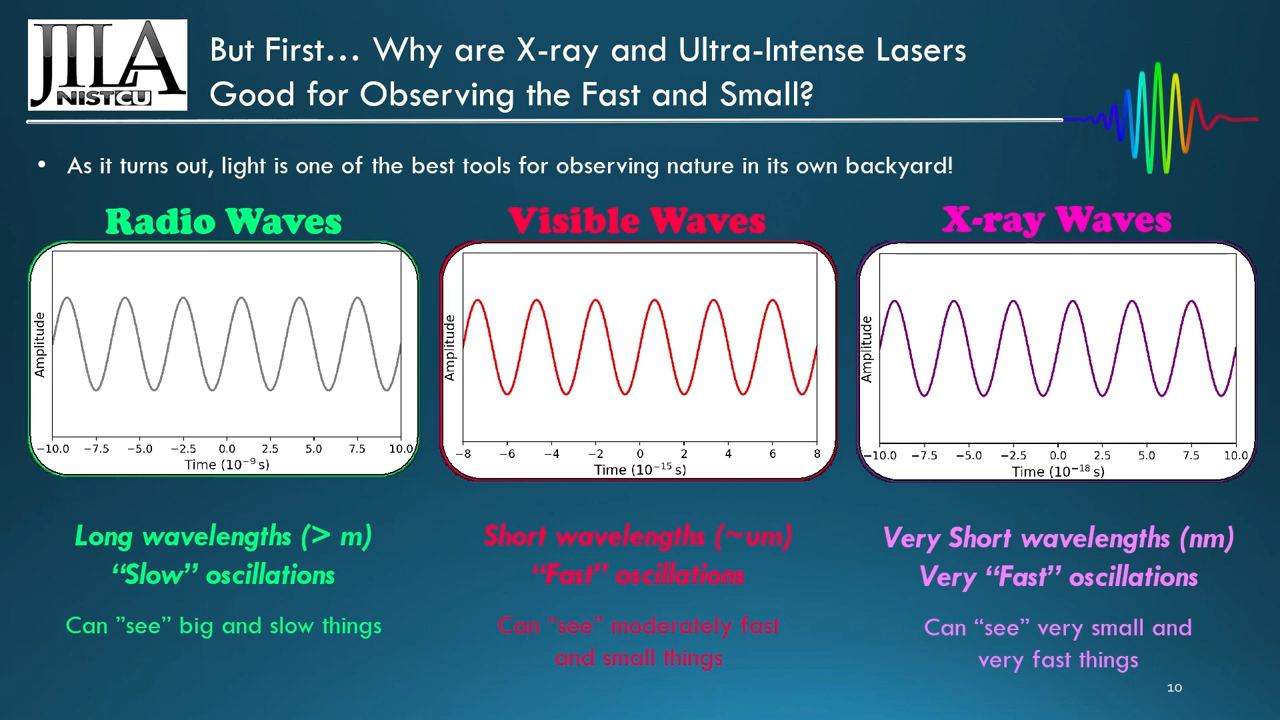 JILA
NIST CU
But First… Why are X-ray and Ultra-Intense Lasers
Good for Observing the Fast and Small?
• As it turns out, light is one of the best tools for observing nature in its own backyard!
Radio Waves
Amplitude
−10.0 −7.5 −5.0 −2.5 0.0 2.5 5.0 7.5 10.0
Time (10⁻⁹ s)
Long wavelengths (> m)
“Slow” oscillations
Can ”see” big and slow things
Visible Waves
Amplitude
−8 −6 −4 −2 0 2 4 6 8
Time (10⁻¹⁵ s)
Short wavelengths (~um)
“Fast” oscillations
Can ”see” moderately fast
and small things
X-ray Waves
Amplitude
−10.0 −7.5 −5.0 −2.5 0.0 2.5 5.0 7.5 10.0
Time (10⁻¹⁸ s)
Very Short wavelengths (nm)
Very “Fast” oscillations
Can “see” very small and
very fast things
10